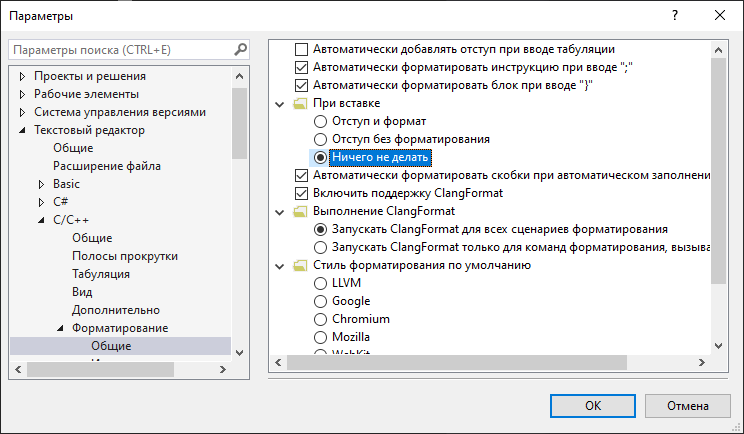 Параметры
Параметры поиска (CTRL+E)
Проекты и решения
Рабочие элементы
Система управления версиями
Текстовый редактор
Общие
Расширение файла
Basic
C#
C/C++
Общие
Полосы прокрутки
Табуляция
Вид
Дополнительно
Форматирование
Общие
Автоматически добавлять отступ при вводе табуляции
Автоматически форматировать инструкцию при вводе ";"
Автоматически форматировать блок при вводе "}"
При вставке
Отступ и формат
Отступ без форматирования
Ничего не делать
Автоматически форматировать скобки при автоматическом заполнени
Включить поддержку ClangFormat
Выполнение ClangFormat
Запускать ClangFormat для всех сценариев форматирования
Запускать ClangFormat только для команд форматирования, вызыва
Стиль форматирования по умолчанию
LLVM
Google
Chromium
Mozilla
WebKit
OK
Отмена